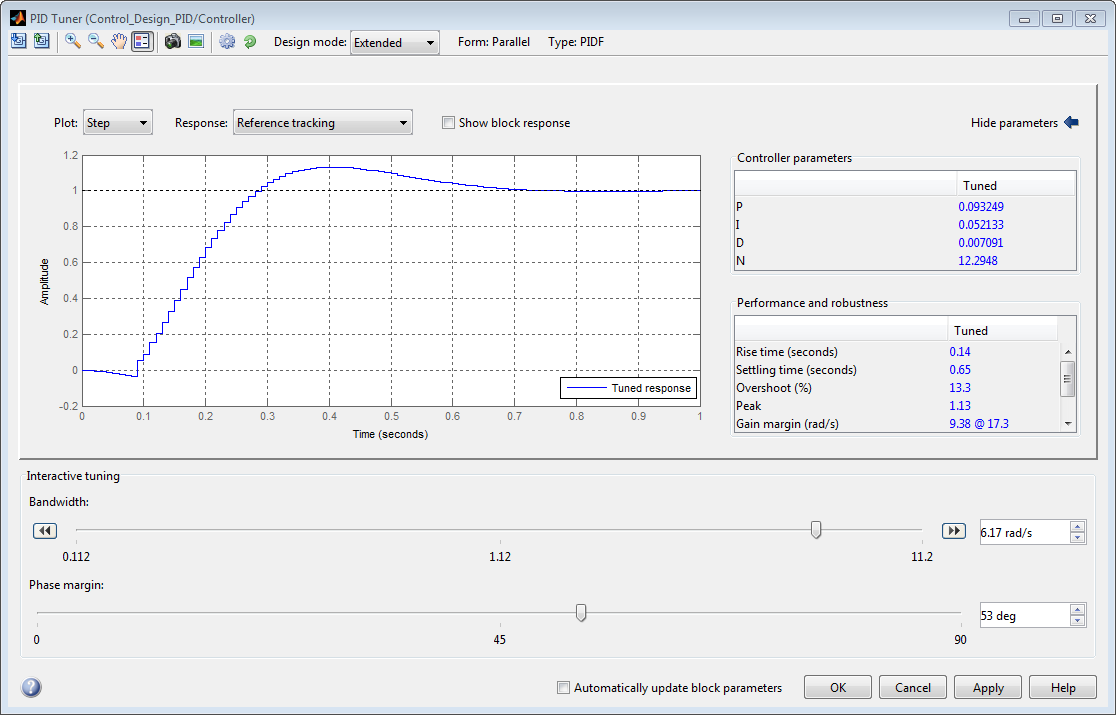 PID Tuner (Control_Design_PID/Controller)
Design mode: Extended Form: Parallel Type: PIDF
Plot: Step Response: Reference tracking Show block response Hide parameters
1.2
1
0.8
0.6
0.4
0.2
0
-0.2
Amplitude
Tuned response
0 0.1 0.2 0.3 0.4 0.5 0.6 0.7 0.8 0.9 1
Time (seconds)
Controller parameters
Tuned
P 0.093249
I 0.052133
D 0.007091
N 12.2948
Performance and robustness
Tuned
Rise time (seconds) 0.14
Settling time (seconds) 0.65
Overshoot (%) 13.3
Peak 1.13
Gain margin (rad/s) 9.38 @ 17.3
Interactive tuning
Bandwidth:
6.17 rad/s
0.112 1.12 11.2
Phase margin:
53 deg
0 45 90
? Automatically update block parameters OK Cancel Apply Help